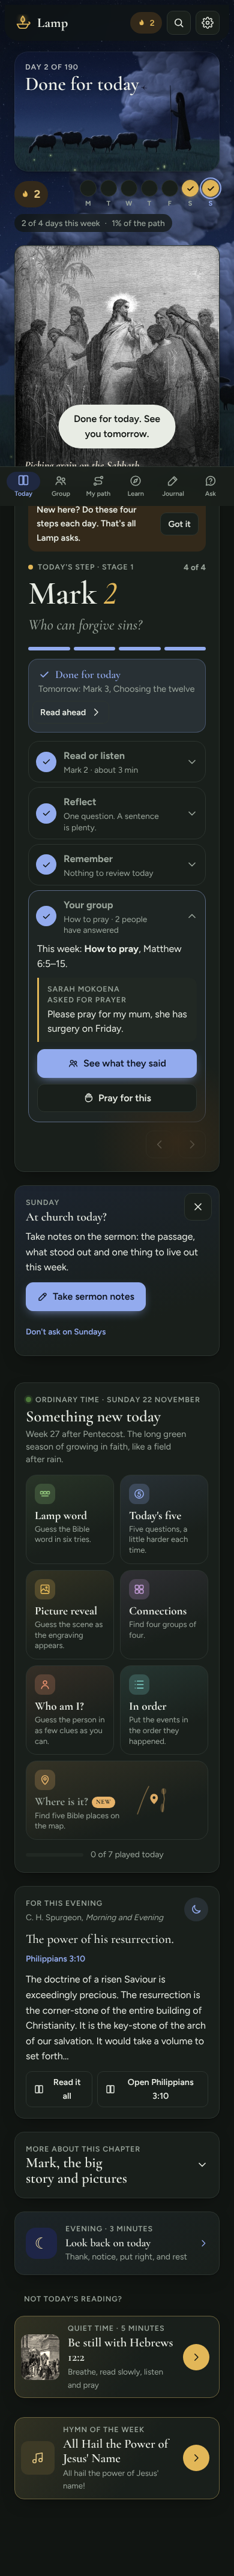 Lamp
2
DAY 2 OF 190
Done for today
2
M T W T F S S
2 of 4 days this week · 1% of the path
Done for today. See
you tomorrow.
Today
Group
My path
Learn
Journal
Ask
New here? Do these four
steps each day. That's all
Lamp asks.
Got it
TODAY'S STEP · STAGE 1
4 of 4
Mark 2
Who can forgive sins?
Done for today
Tomorrow: Mark 3, Choosing the twelve
Read ahead
Read or listen
Mark 2 · about 3 min
Reflect
One question. A sentence
is plenty.
Remember
Nothing to review today
Your group
How to pray · 2 people
have answered
This week: How to pray, Matthew
6:5–15.
SARAH MOKOENA
ASKED FOR PRAYER
Please pray for my mum, she has
surgery on Friday.
See what they said
Pray for this
SUNDAY
At church today?
Take notes on the sermon: the passage,
what stood out and one thing to live out
this week.
Take sermon notes
Don't ask on Sundays
ORDINARY TIME · SUNDAY 22 NOVEMBER
Something new today
Week 27 after Pentecost. The long green
season of growing in faith, like a field
after rain.
Lamp word
Guess the Bible
word in six tries.
Today's five
Five questions, a
little harder each
time.
Picture reveal
Guess the scene as
the engraving
appears.
Connections
Find four groups of
four.
Who am I?
Guess the person in
as few clues as you
can.
In order
Put the events in
the order they
happened.
Where is it? NEW
Find five Bible places on
the map.
0 of 7 played today
FOR THIS EVENING
C. H. Spurgeon, Morning and Evening
The power of his resurrection.
Philippians 3:10
The doctrine of a risen Saviour is
exceedingly precious. The resurrection is
the corner-stone of the entire building of
Christianity. It is the key-stone of the arch
of our salvation. It would take a volume to
set forth…
Read it
all
Open Philippians
3:10
MORE ABOUT THIS CHAPTER
Mark, the big
story and pictures
EVENING · 3 MINUTES
Look back on today
Thank, notice, put right, and rest
NOT TODAY'S READING?
QUIET TIME · 5 MINUTES
Be still with Hebrews
12:2
Breathe, read slowly, listen
and pray
HYMN OF THE WEEK
All Hail the Power of
Jesus' Name
All hail the power of Jesus'
name!